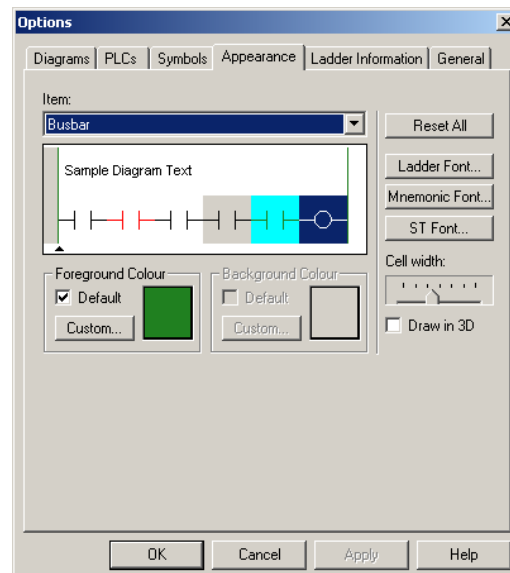 Options
Diagrams PLCs Symbols Appearance Ladder Information General
Item:
Busbar
Reset All
Sample Diagram Text
Ladder Font...
Mnemonic Font...
ST Font...
Cell width:
Foreground Colour
Background Colour
Default
Default
Custom...
Custom...
Draw in 3D
OK Cancel Apply Help